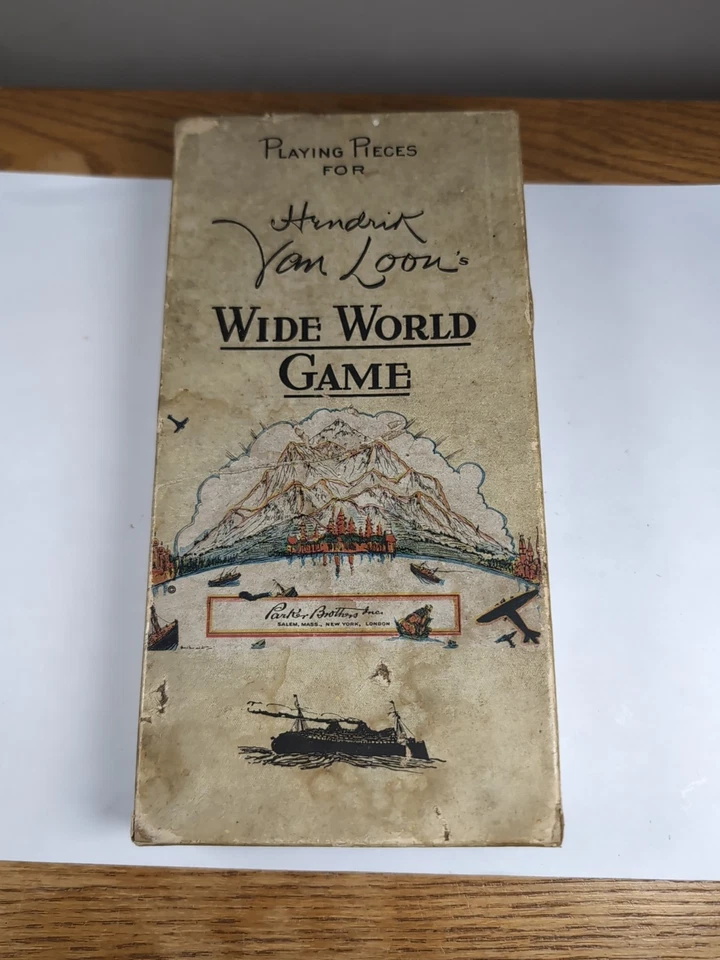 PLAYING PIECES
FOR
Hendrik
Van Loon's
WIDE WORLD
GAME
©
Parker Brothers Inc.
SALEM, MASS., NEW YORK, LONDON